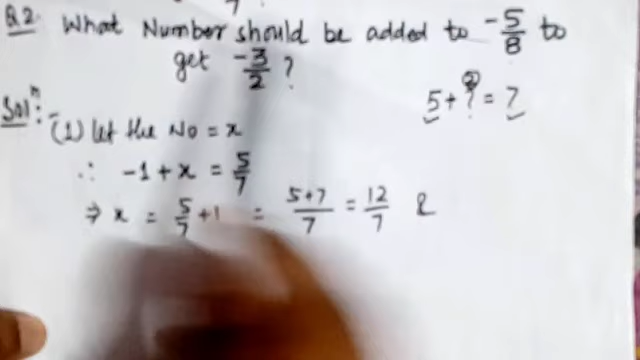 Q2. What Number should be added to -5/8 to
get -3/2 ?
Solⁿ:-
5 + ? = 7
(1) let the No = x
∴ -1 + x = 5/7
⇒ x = 5/7 + 1 = 5+7/7 = 12/7